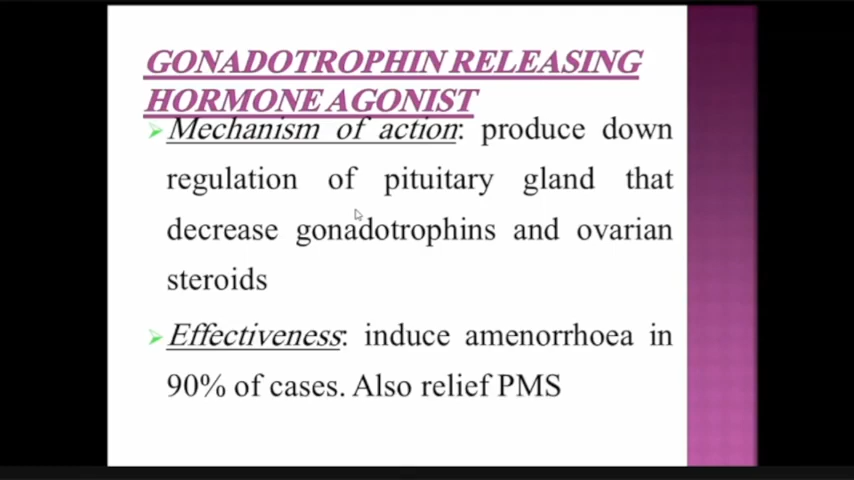 GONADOTROPHIN RELEASING
HORMONE AGONIST
Mechanism of action: produce down
regulation of pituitary gland that
decrease gonadotrophins and ovarian
steroids
Effectiveness: induce amenorrhoea in
90% of cases. Also relief PMS